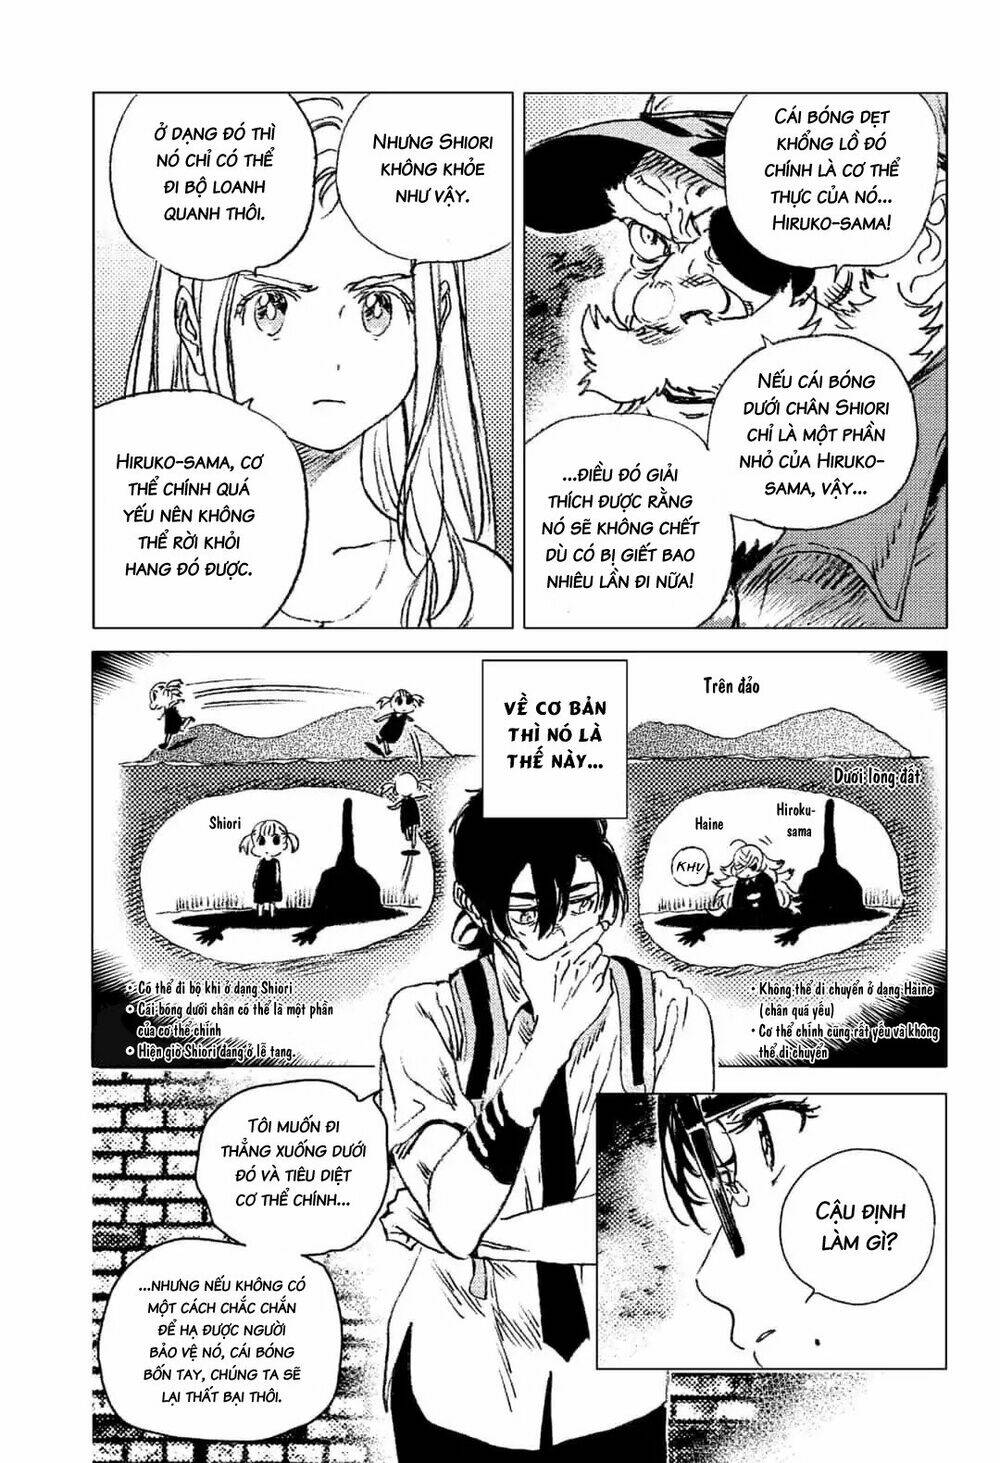 CÁI BÓNG DẸT
KHỔNG LỒ ĐÓ
CHÍNH LÀ CƠ THỂ
THỰC CỦA NÓ...
HIRUKO-SAMA!
NẾU CÁI BÓNG
DƯỚI CHÂN SHIORI
CHỈ LÀ MỘT PHẦN
NHỎ CỦA HIRUKO-
SAMA, VẬY...
...ĐIỀU ĐÓ GIẢI
THÍCH ĐƯỢC RẰNG
NÓ SẼ KHÔNG CHẾT
DÙ CÓ BỊ GIẾT BAO
NHIÊU LẦN ĐI NỮA!
NHƯNG SHIORI
KHÔNG KHỎE
NHƯ VẬY.
Ở DẠNG ĐÓ THÌ
NÓ CHỈ CÓ THỂ
ĐI BỘ LOANH
QUANH THÔI.
HIRUKO-SAMA, CƠ
THỂ CHÍNH QUÁ
YẾU NÊN KHÔNG
THỂ RỜI KHỎI
HANG ĐÓ ĐƯỢC.
VỀ CƠ BẢN
THÌ NÓ LÀ
THẾ NÀY...
Trên đảo
Dưới lòng đất
Haine
Hiroku-
sama
KHỤ
• Không thể di chuyển ở dạng Haine
(chân quá yếu)
• Cơ thể chính cũng rất yếu và không
thể di chuyển
Shiori
• Có thể đi bộ khi ở dạng Shiori
• Cái bóng dưới chân có thể là một phần
của cơ thể chính
• Hiện giờ Shiori đang ở lễ tang.
CẬU ĐỊNH
LÀM GÌ?
TÔI MUỐN ĐI
THẲNG XUỐNG DƯỚI
ĐÓ VÀ TIÊU DIỆT
CƠ THỂ CHÍNH...
...NHƯNG NẾU KHÔNG CÓ
MỘT CÁCH CHẮC CHẮN
ĐỂ HẠ ĐƯỢC NGƯỜI
BẢO VỆ NÓ, CÁI BÓNG
BỐN TAY, CHÚNG TA SẼ
LẠI THẤT BẠI THÔI.